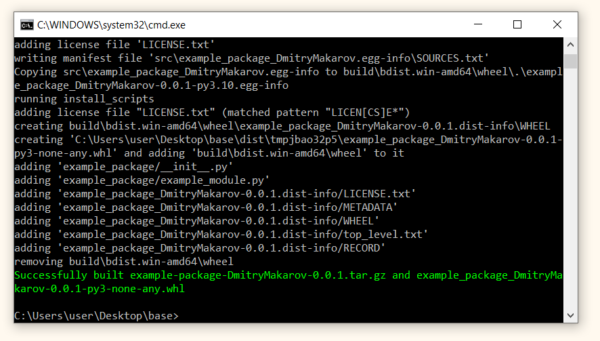 C:\WINDOWS\system32\cmd.exe
adding license file 'LICENSE.txt'
writing manifest file 'src\example_package_DmitryMakarov.egg-info\SOURCES.txt'
Copying src\example_package_DmitryMakarov.egg-info to build\bdist.win-amd64\wheel\.\exampl
e_package_DmitryMakarov-0.0.1-py3.10.egg-info
running install_scripts
adding license file "LICENSE.txt" (matched pattern "LICEN[CS]E*")
creating build\bdist.win-amd64\wheel\example_package_DmitryMakarov-0.0.1.dist-info\WHEEL
creating 'C:\Users\user\Desktop\base\dist\tmpjbao32p5\example_package_DmitryMakarov-0.0.1-
py3-none-any.whl' and adding 'build\bdist.win-amd64\wheel' to it
adding 'example_package/__init__.py'
adding 'example_package/example_module.py'
adding 'example_package_DmitryMakarov-0.0.1.dist-info/LICENSE.txt'
adding 'example_package_DmitryMakarov-0.0.1.dist-info/METADATA'
adding 'example_package_DmitryMakarov-0.0.1.dist-info/WHEEL'
adding 'example_package_DmitryMakarov-0.0.1.dist-info/top_level.txt'
adding 'example_package_DmitryMakarov-0.0.1.dist-info/RECORD'
removing build\bdist.win-amd64\wheel
Successfully built example-package-DmitryMakarov-0.0.1.tar.gz and example_package_DmitryMa
karov-0.0.1-py3-none-any.whl
C:\Users\user\Desktop\base>